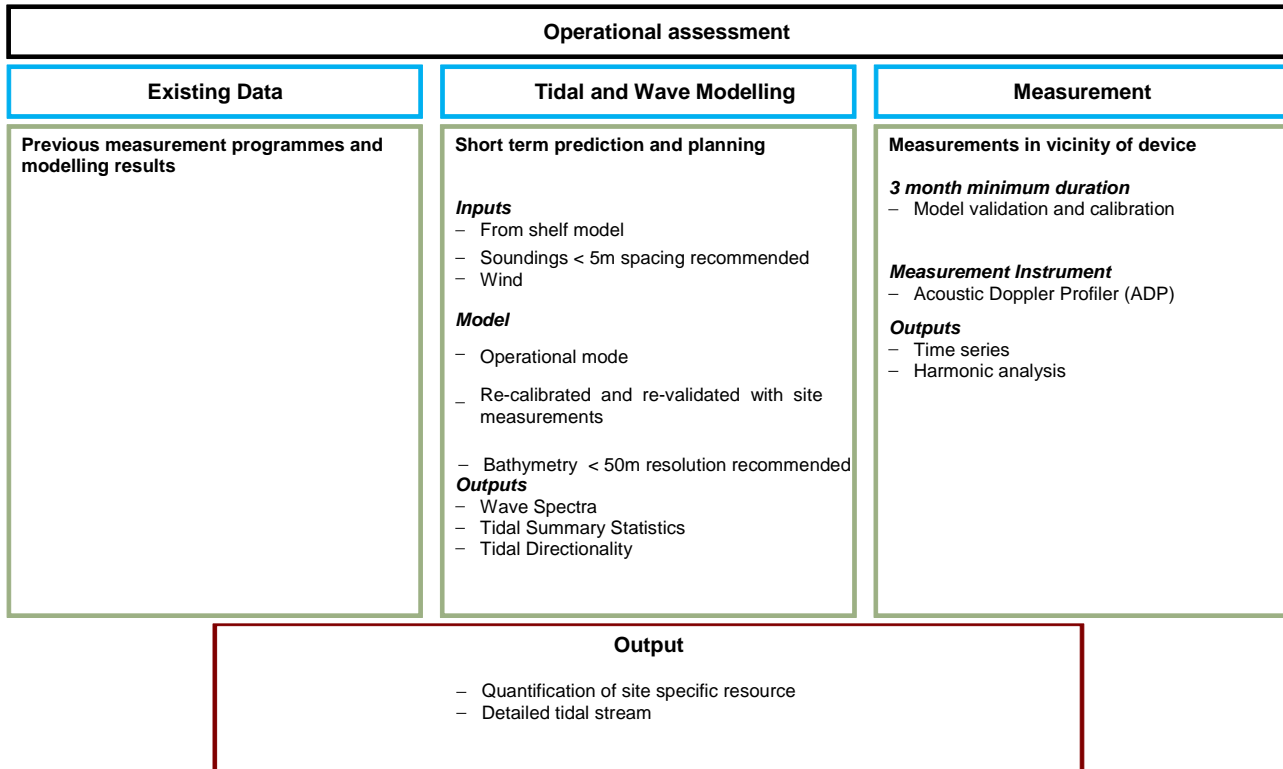 Operational assessment
Existing Data
Previous measurement programmes and
modelling results
Tidal and Wave Modelling
Short term prediction and planning
Inputs
– From shelf model
– Soundings < 5m spacing recommended
– Wind
Model
– Operational mode
– Re-calibrated and re-validated with site
measurements
– Bathymetry < 50m resolution recommended
Outputs
– Wave Spectra
– Tidal Summary Statistics
– Tidal Directionality
Measurement
Measurements in vicinity of device
3 month minimum duration
– Model validation and calibration
Measurement Instrument
– Acoustic Doppler Profiler (ADP)
Outputs
– Time series
– Harmonic analysis
Output
– Quantification of site specific resource
– Detailed tidal stream